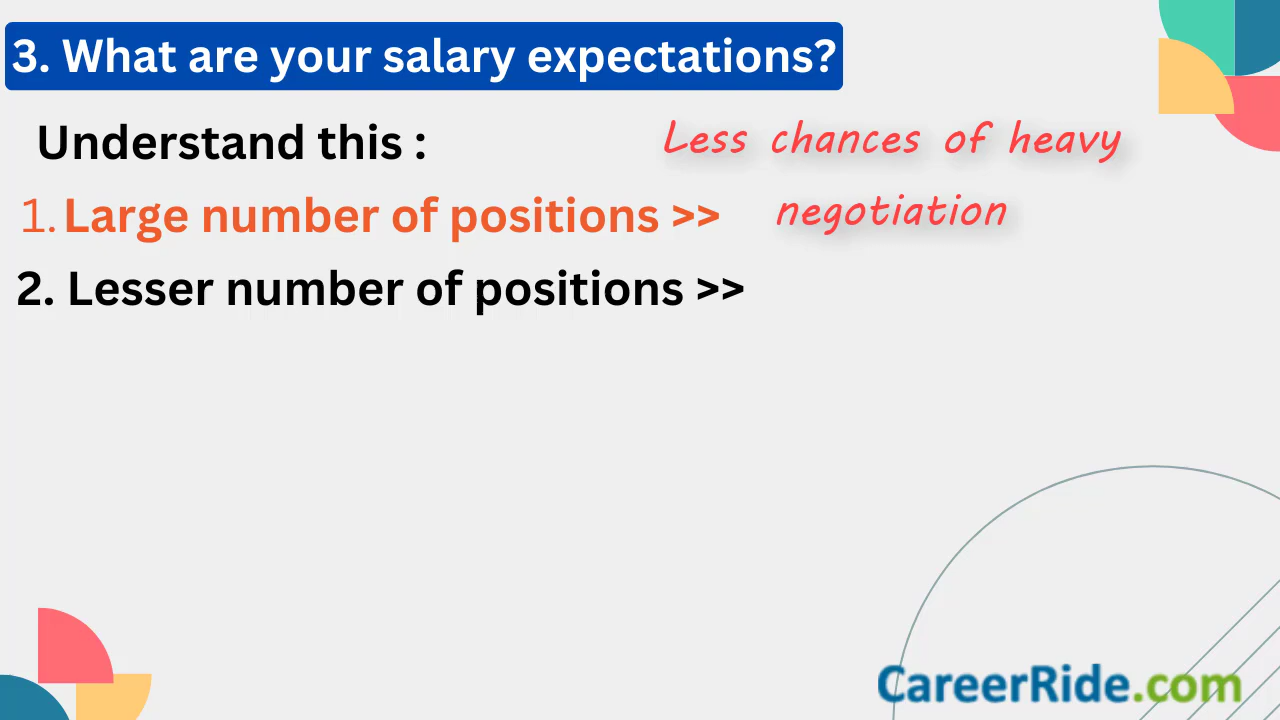 3. What are your salary expectations?
Understand this :
Less chances of heavy
1. Large number of positions >>
negotiation
2. Lesser number of positions >>
CareerRide.com